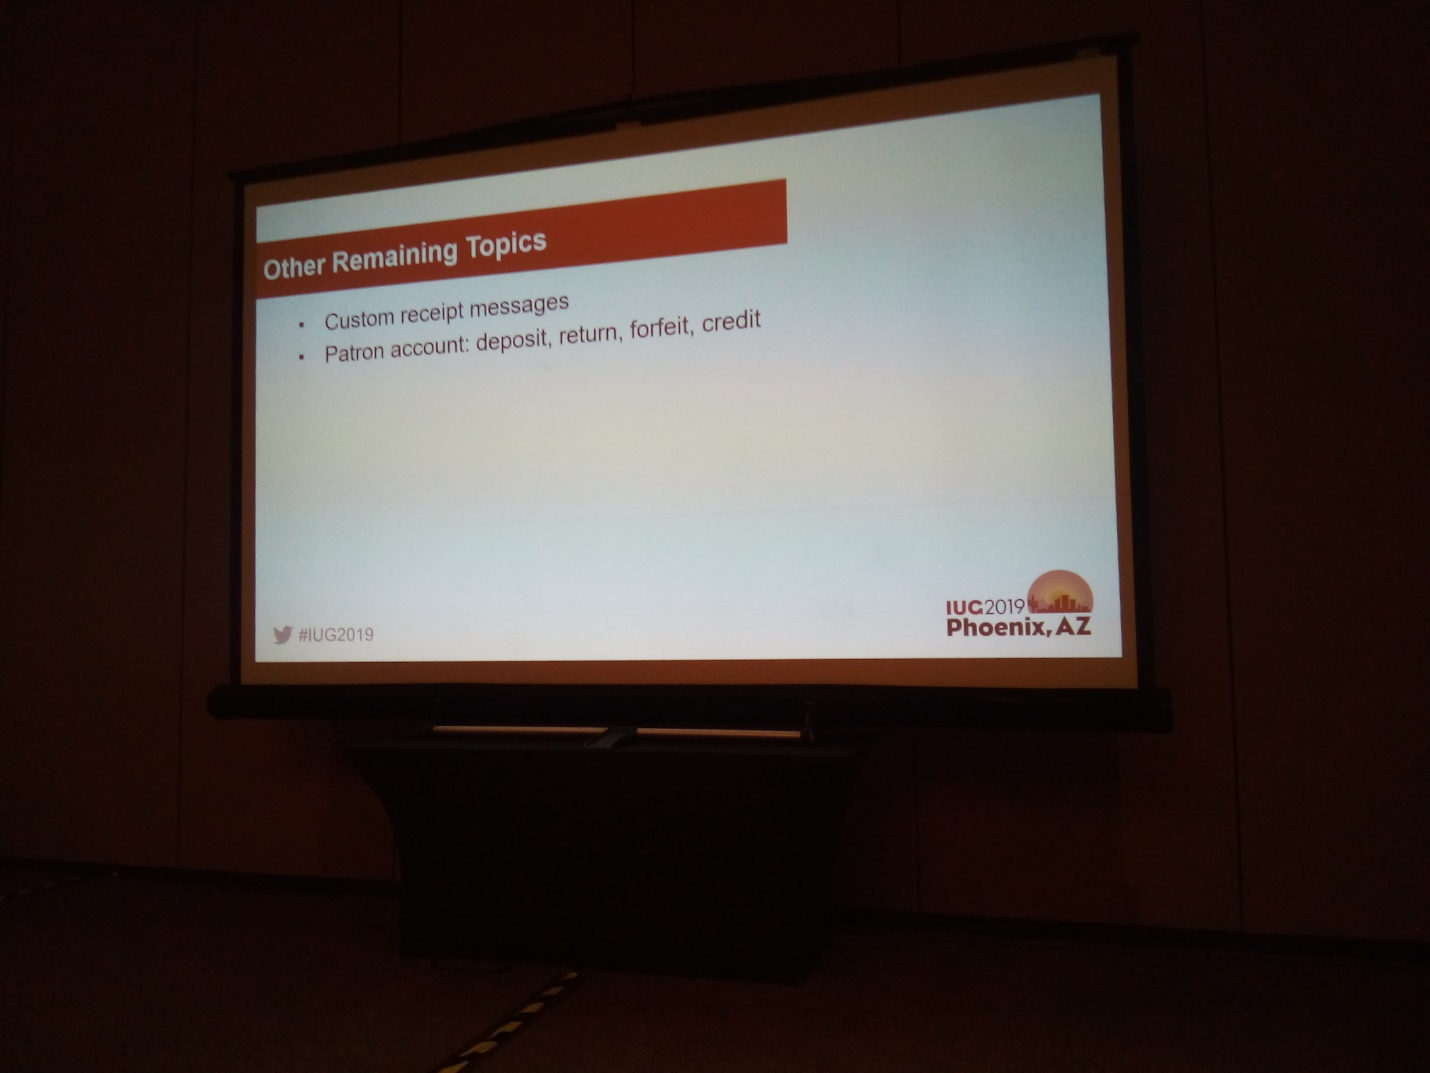 Other Remaining Topics
• Custom receipt messages
• Patron account: deposit, return, forfeit, credit
#IUG2019
IUG2019
Phoenix, AZ